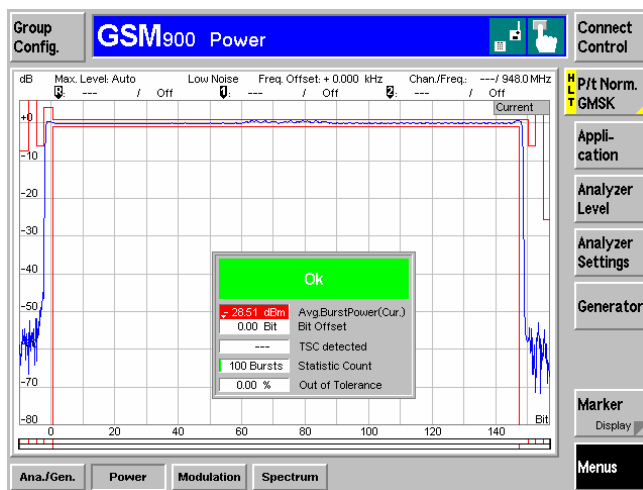 Group
Config.
GSM900 Power
Connect
Control
dB Max. Level: Auto Low Noise Freq. Offset: + 0.000 kHz Chan./Freq.: ---/ 948.0 MHz
R: --- / Off 1: --- / Off 2: --- / Off
Current
H
L
T
P/t Norm.
GMSK
Appli-
cation
Analyzer
Level
Analyzer
Settings
Generator
Marker
Display
Menus
+0
-10
-20
-30
-40
-50
-70
-80
Ok
- 28.51 dBm Avg.BurstPower(Cur.)
0.00 Bit Bit Offset
--- TSC detected
100 Bursts Statistic Count
0.00 % Out of Tolerance
Bit
0 20 40 60 80 100 120 140
Ana./Gen. Power Modulation Spectrum